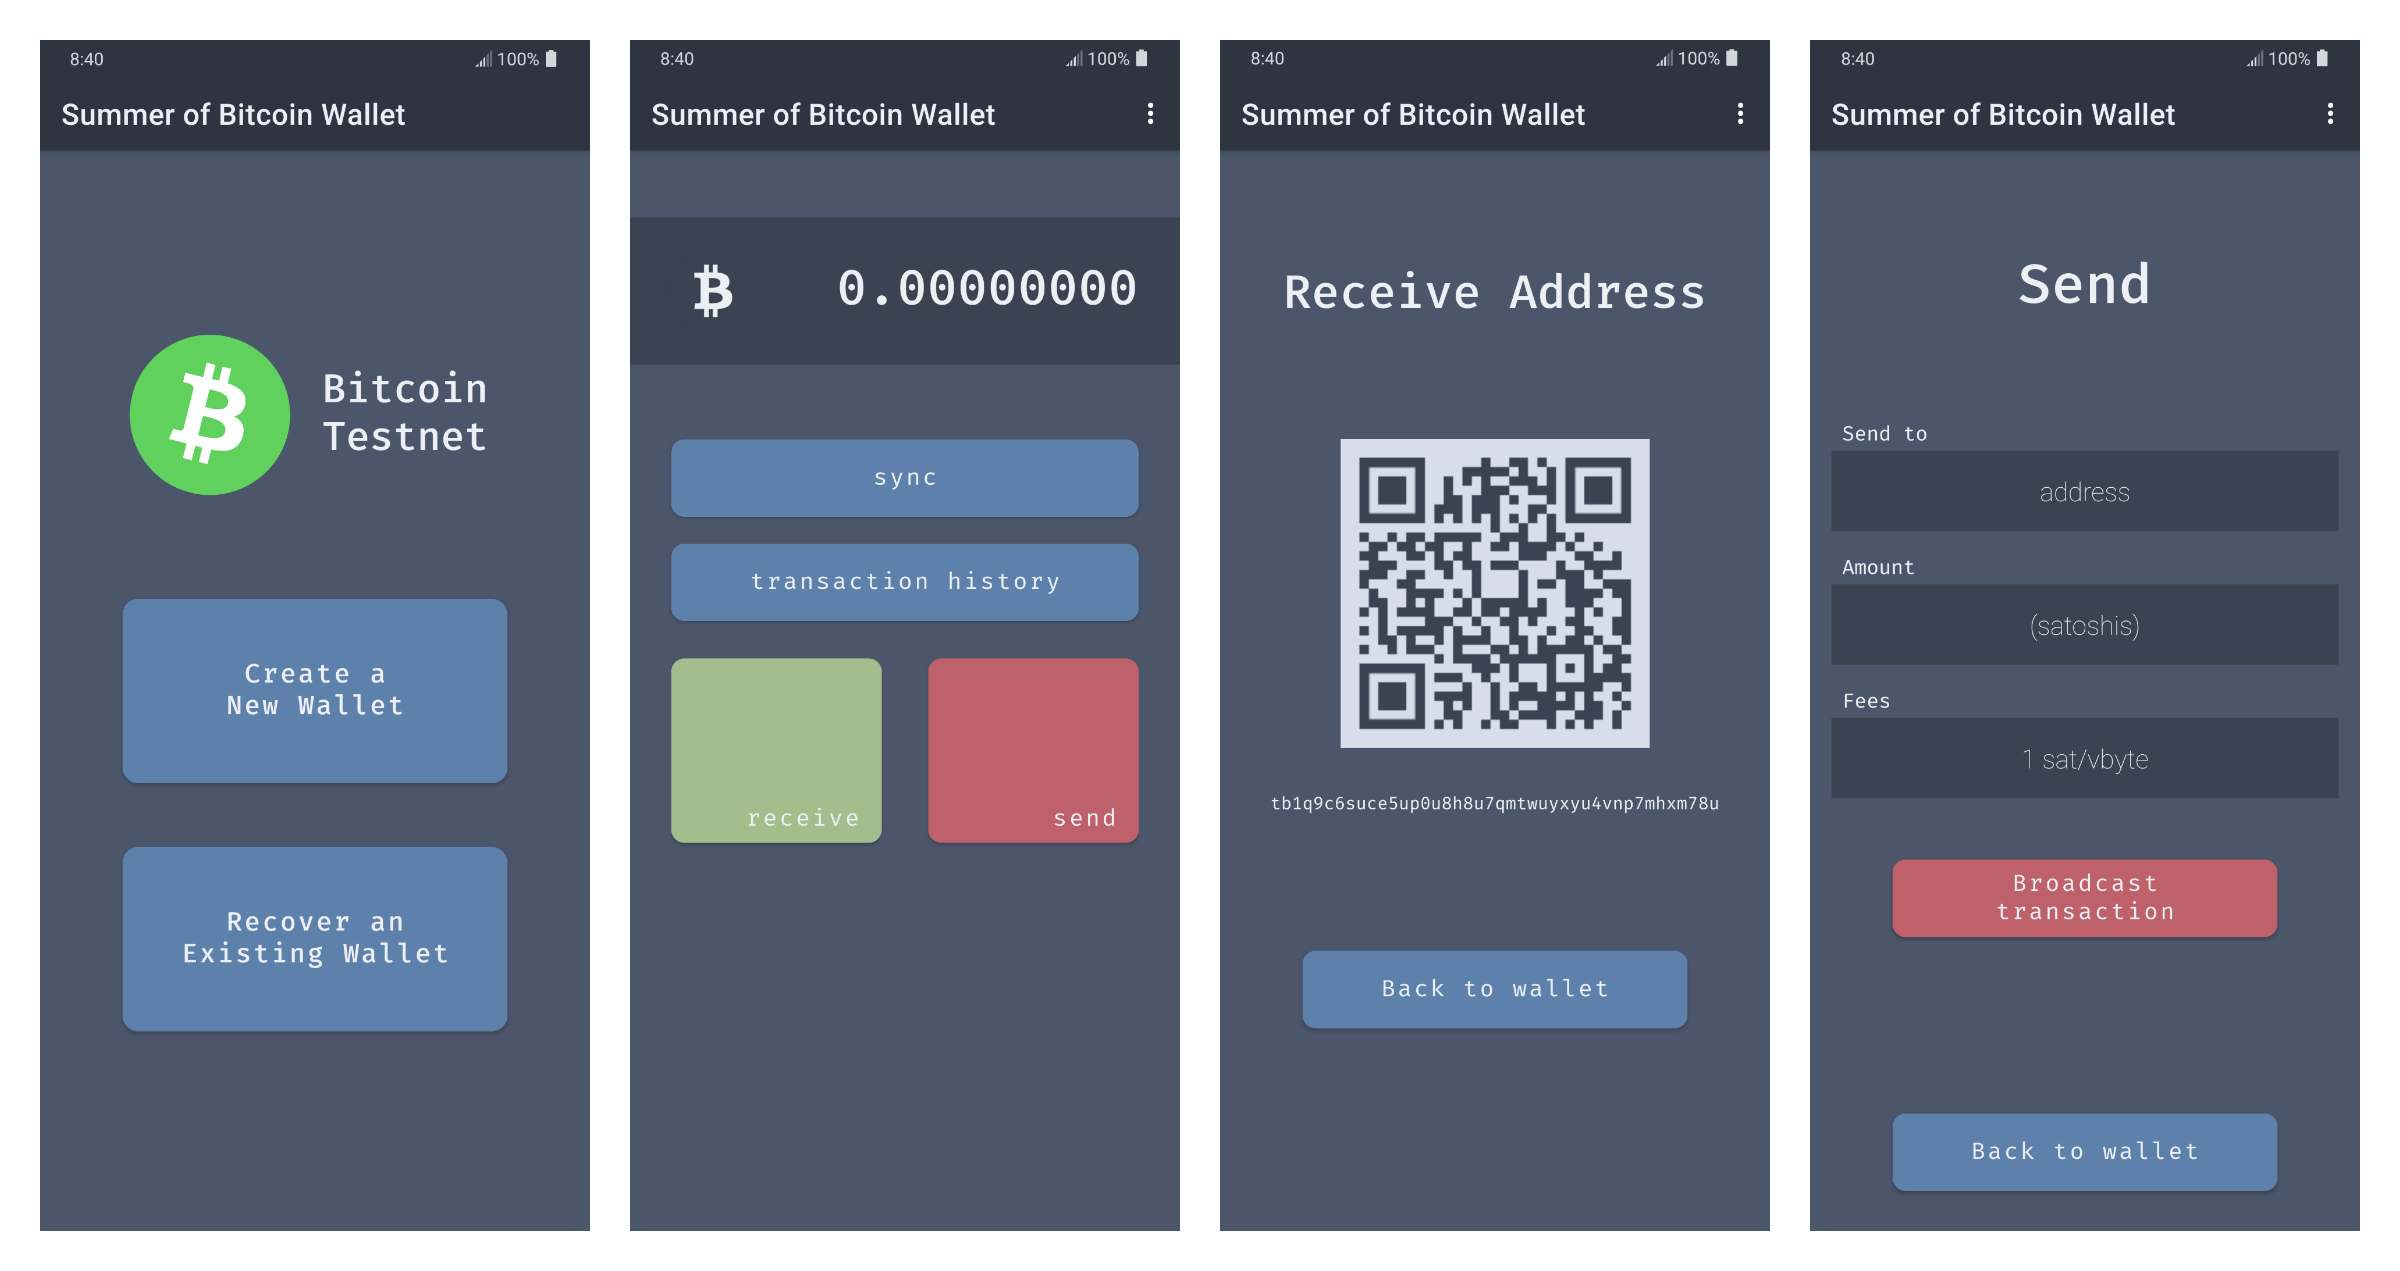 8:40
100%
Summer of Bitcoin Wallet
Bitcoin
Testnet
Create a
New Wallet
Recover an
Existing Wallet
8:40
100%
Summer of Bitcoin Wallet
0.00000000
sync
transaction history
receive
send
8:40
100%
Summer of Bitcoin Wallet
Receive Address
tb1q9c6suce5up0u8h8u7qmtwuyxyu4vnp7mhxm78u
Back to wallet
8:40
100%
Summer of Bitcoin Wallet
Send
Send to
address
Amount
(satoshis)
Fees
1 sat/vbyte
Broadcast
transaction
Back to wallet